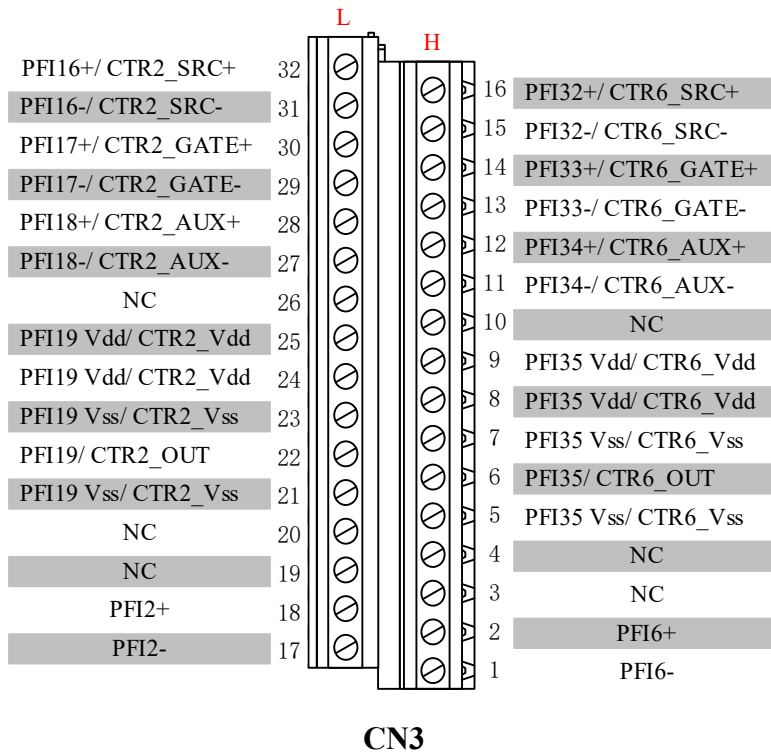 L
H
PFI16+/ CTR2_SRC+ 32
PFI16-/ CTR2_SRC- 31
PFI17+/ CTR2_GATE+ 30
PFI17-/ CTR2_GATE- 29
PFI18+/ CTR2_AUX+ 28
PFI18-/ CTR2_AUX- 27
NC 26
PFI19 Vdd/ CTR2_Vdd 25
PFI19 Vdd/ CTR2_Vdd 24
PFI19 Vss/ CTR2_Vss 23
PFI19/ CTR2_OUT 22
PFI19 Vss/ CTR2_Vss 21
NC 20
NC 19
PFI2+ 18
PFI2- 17
16 PFI32+/ CTR6_SRC+
15 PFI32-/ CTR6_SRC-
14 PFI33+/ CTR6_GATE+
13 PFI33-/ CTR6_GATE-
12 PFI34+/ CTR6_AUX+
11 PFI34-/ CTR6_AUX-
10 NC
9 PFI35 Vdd/ CTR6_Vdd
8 PFI35 Vdd/ CTR6_Vdd
7 PFI35 Vss/ CTR6_Vss
6 PFI35/ CTR6_OUT
5 PFI35 Vss/ CTR6_Vss
4 NC
3 NC
2 PFI6+
1 PFI6-
CN3